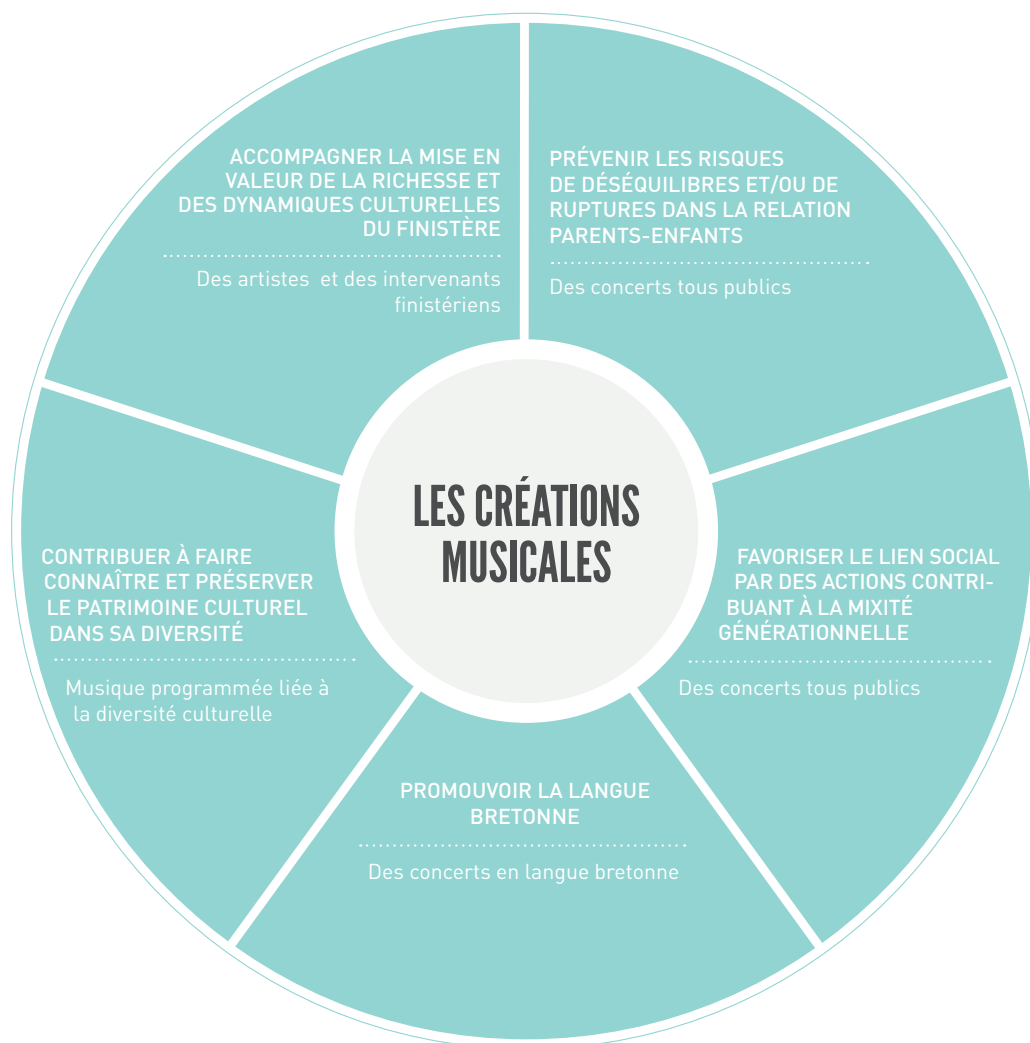 ACCOMPAGNER LA MISE EN
VALEUR DE LA RICHESSE ET
DES DYNAMIQUES CULTURELLES
DU FINISTÈRE
Des artistes et des intervenants
finistériens
PRÉVENIR LES RISQUES
DE DÉSÉQUILIBRES ET/OU DE
RUPTURES DANS LA RELATION
PARENTS-ENFANTS
Des concerts tous publics
LES CRÉATIONS
MUSICALES
CONTRIBUER À FAIRE
CONNAÎTRE ET PRÉSERVER
LE PATRIMOINE CULTUREL
DANS SA DIVERSITÉ
Musique programmée liée à
la diversité culturelle
FAVORISER LE LIEN SOCIAL
PAR DES ACTIONS CONTRI-
BUANT À LA MIXITÉ
GÉNÉRATIONNELLE
Des concerts tous publics
PROMOUVOIR LA LANGUE
BRETONNE
Des concerts en langue bretonne